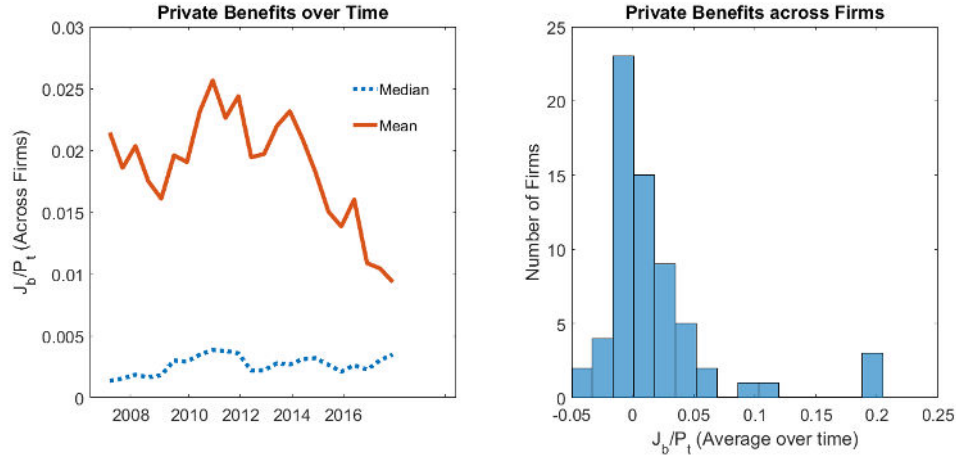 Private Benefits over Time
0.03
0.025
0.02
0.015
0.01
0.005
0
2008 2010 2012 2014 2016
J_b/P_t (Across Firms)
Median
Mean
Private Benefits across Firms
25
20
15
10
5
0
-0.05 0 0.05 0.1 0.15 0.2 0.25
Number of Firms
J_b/P_t (Average over time)